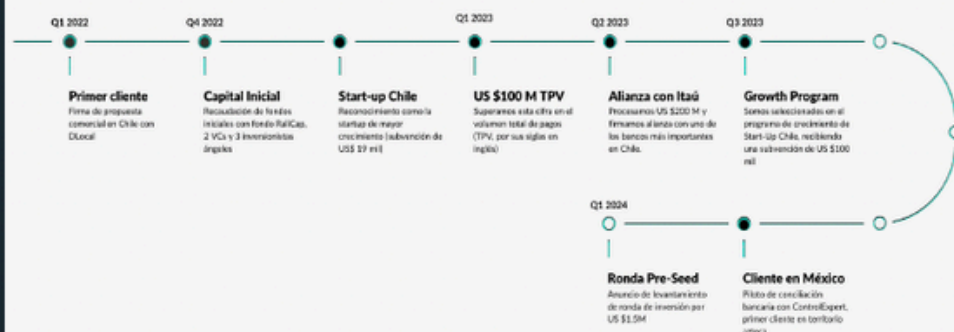 Q1 2022
Q4 2022
Q1 2023
Q2 2023
Q3 2023
Primer cliente
Firma de propuesta
comercial en Chile con
DLocal
Capital Inicial
Recaudación de fondos
iniciales con fondo RallCap,
2 VCs y 3 inversionistas
ángeles
Start-up Chile
Reconocimiento como la
startup de mayor
crecimiento (subvención de
US$ 19 mil)
US $100 M TPV
Superamos esta cifra en el
volumen total de pagos
(TPV, por sus siglas en
inglés)
Alianza con Itaú
Procesamos US $200 M y
firmamos alianza con uno de
los bancos más importantes
en Chile.
Growth Program
Somos seleccionados en el
programa de crecimiento de
Start-Up Chile, recibiendo
una subvención de US $100
mil
Q1 2024
Ronda Pre-Seed
Anuncio de levantamiento
de ronda de inversión por
US $1.5M
Cliente en México
Piloto de conciliación
bancaria con ControlExpert,
primer cliente en territorio